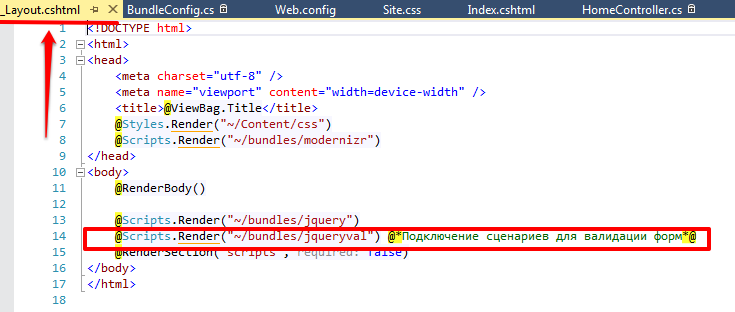 _Layout.cshtml BundleConfig.cs Web.config Site.css Index.cshtml HomeController.cs
1 <!DOCTYPE html>
2 <html>
3 <head>
4 <meta charset="utf-8" />
5 <meta name="viewport" content="width=device-width" />
6 <title>@ViewBag.Title</title>
7 @Styles.Render("~/Content/css")
8 @Scripts.Render("~/bundles/modernizr")
9 </head>
10 <body>
11 @RenderBody()
12
13 @Scripts.Render("~/bundles/jquery")
14 @Scripts.Render("~/bundles/jqueryval") @*Подключение сценариев для валидации форм*@
15 @RenderSection("scripts", required: false)
16 </body>
17 </html>
18